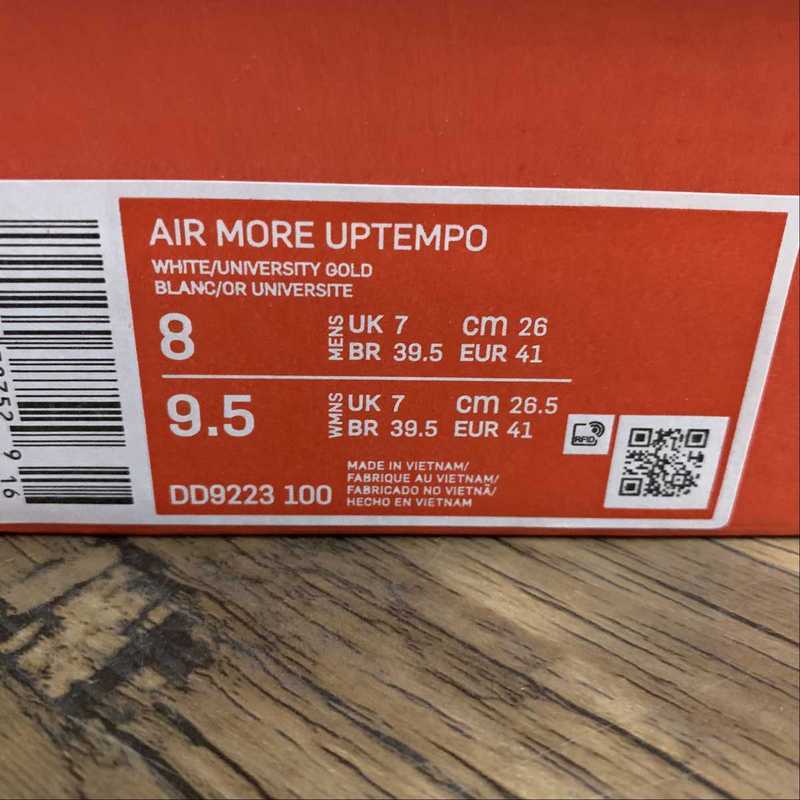 AIR MORE UPTEMPO
WHITE/UNIVERSITY GOLD
BLANC/OR UNIVERSITE
8 MENS UK 7 cm 26
BR 39.5 EUR 41
9.5 WMNS UK 7 cm 26.5
BR 39.5 EUR 41
RFID
DD9223 100
MADE IN VIETNAM/
FABRIQUE AU VIETNAM/
FABRICADO NO VIETNÃ/
HECHO EN VIETNAM
9 16